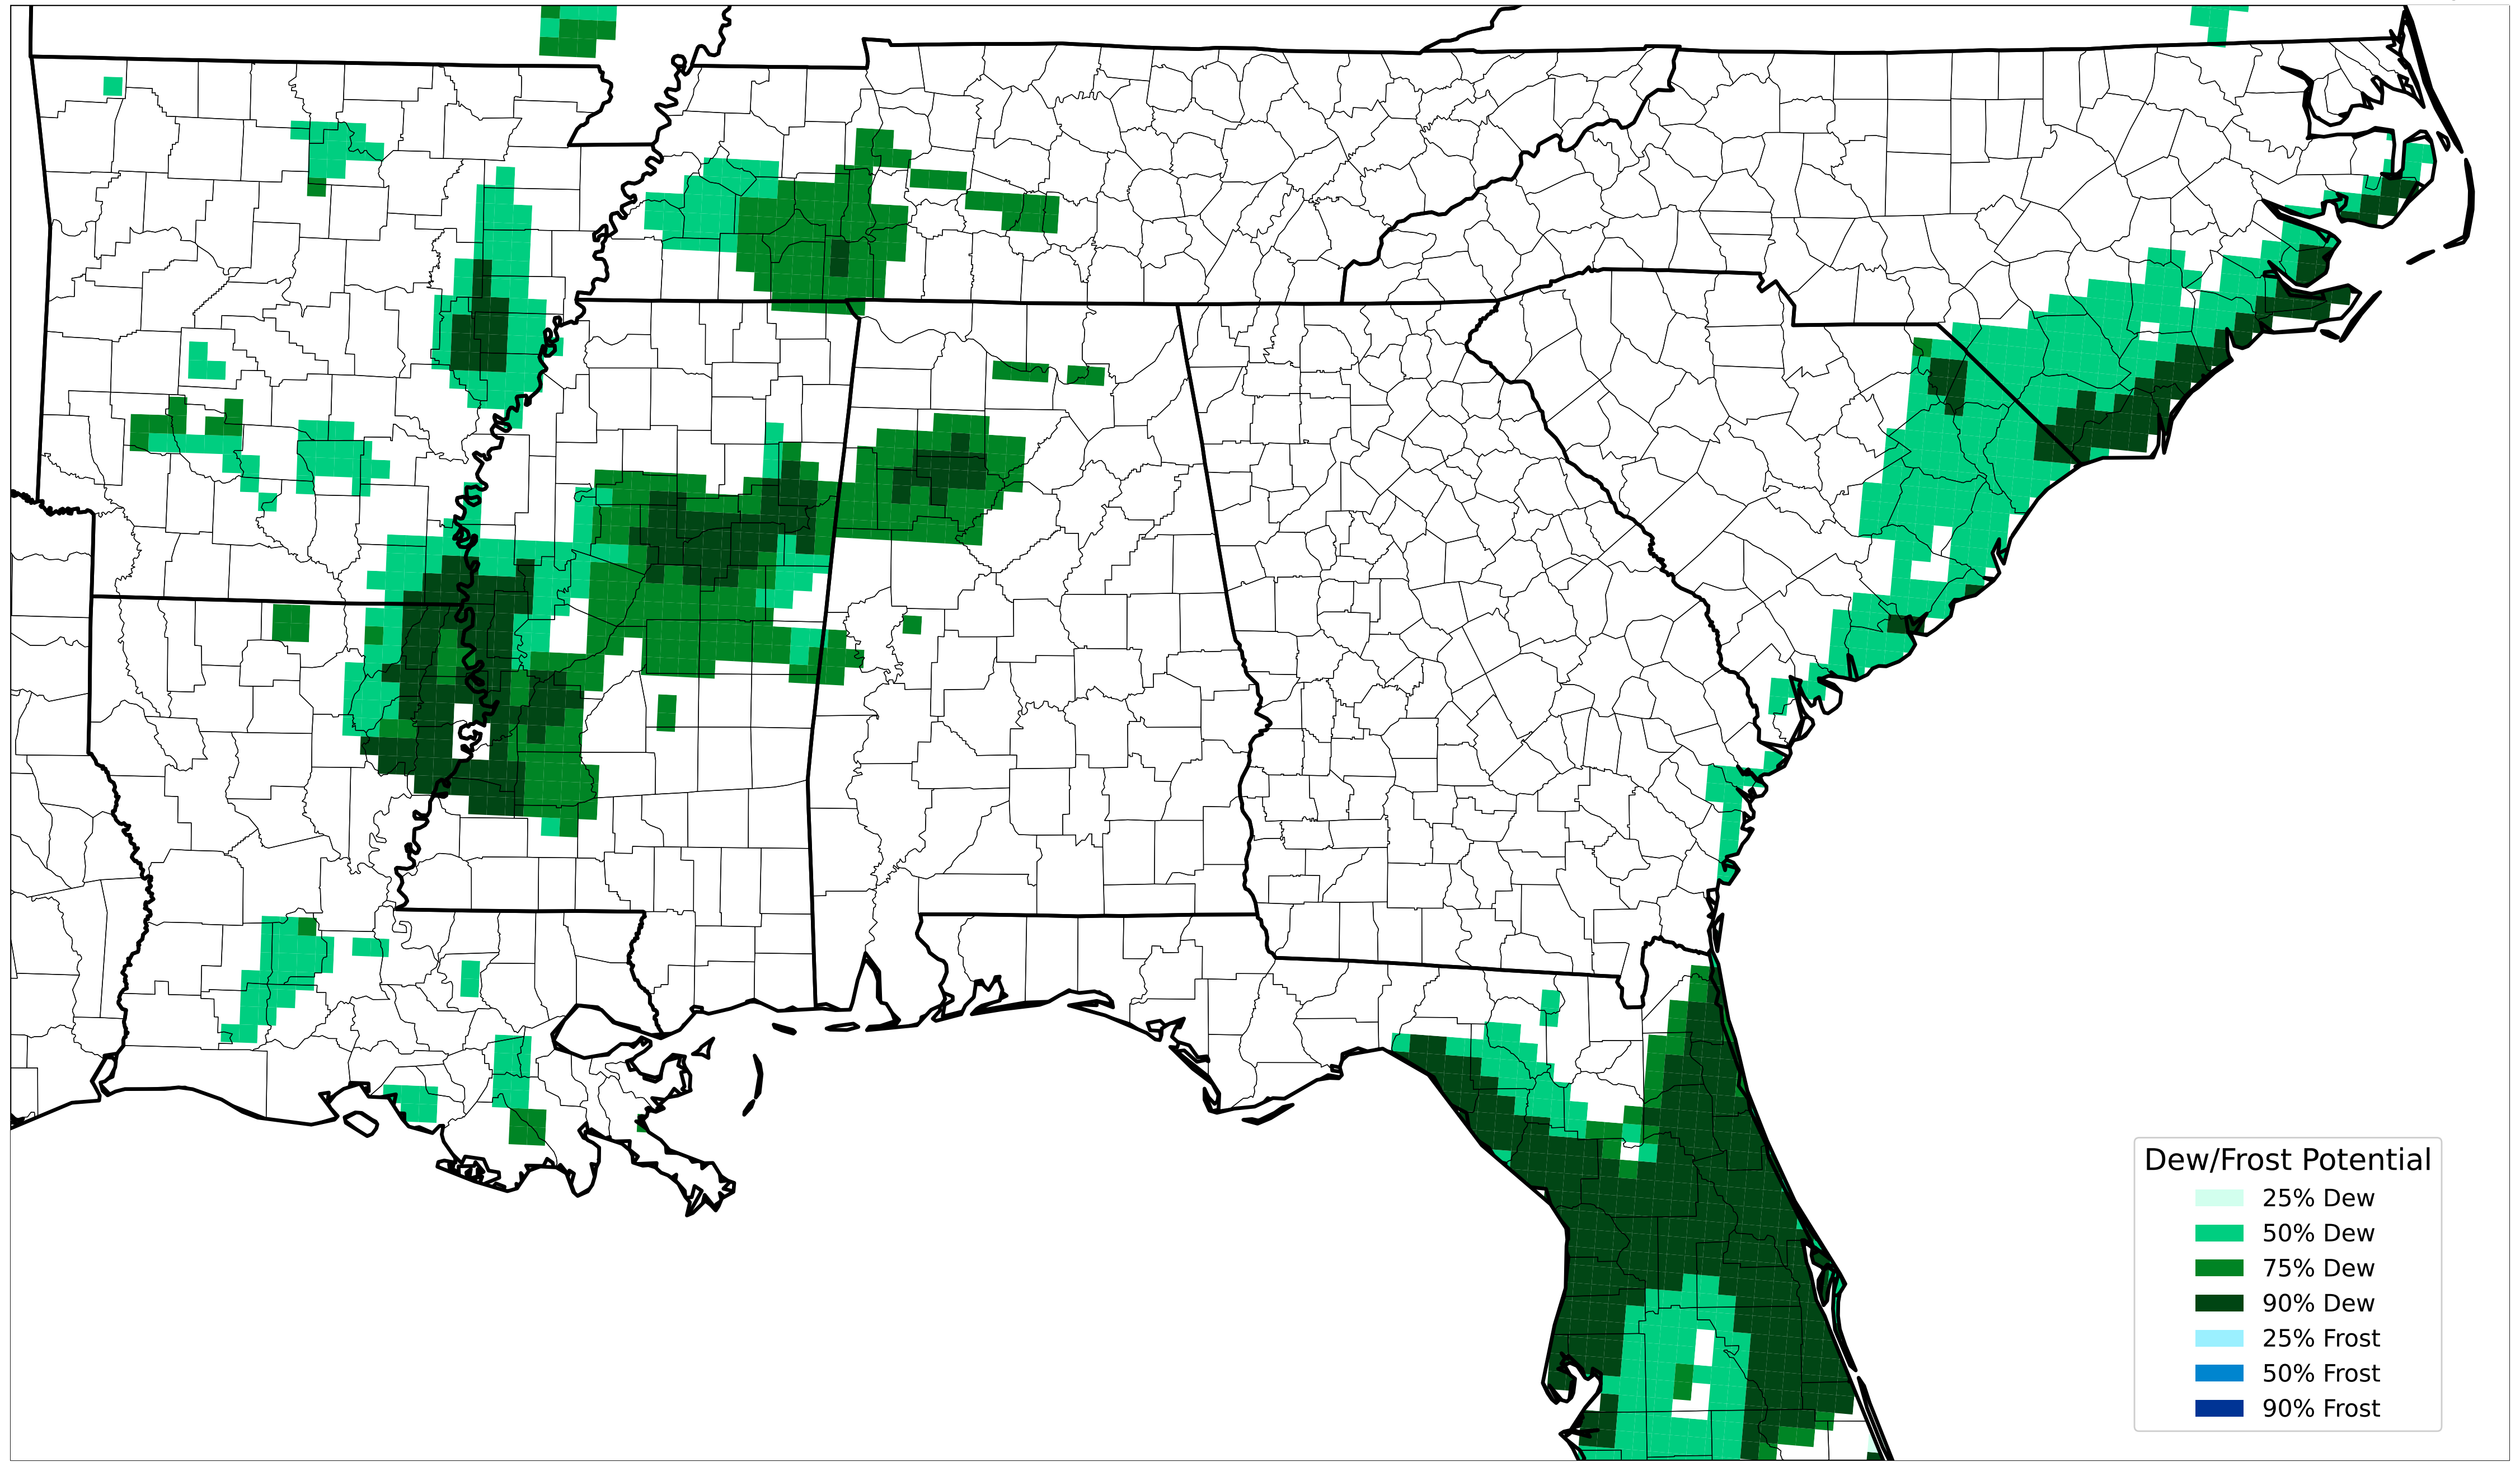 Dew/Frost Potential
25% Dew
50% Dew
75% Dew
90% Dew
25% Frost
50% Frost
90% Frost